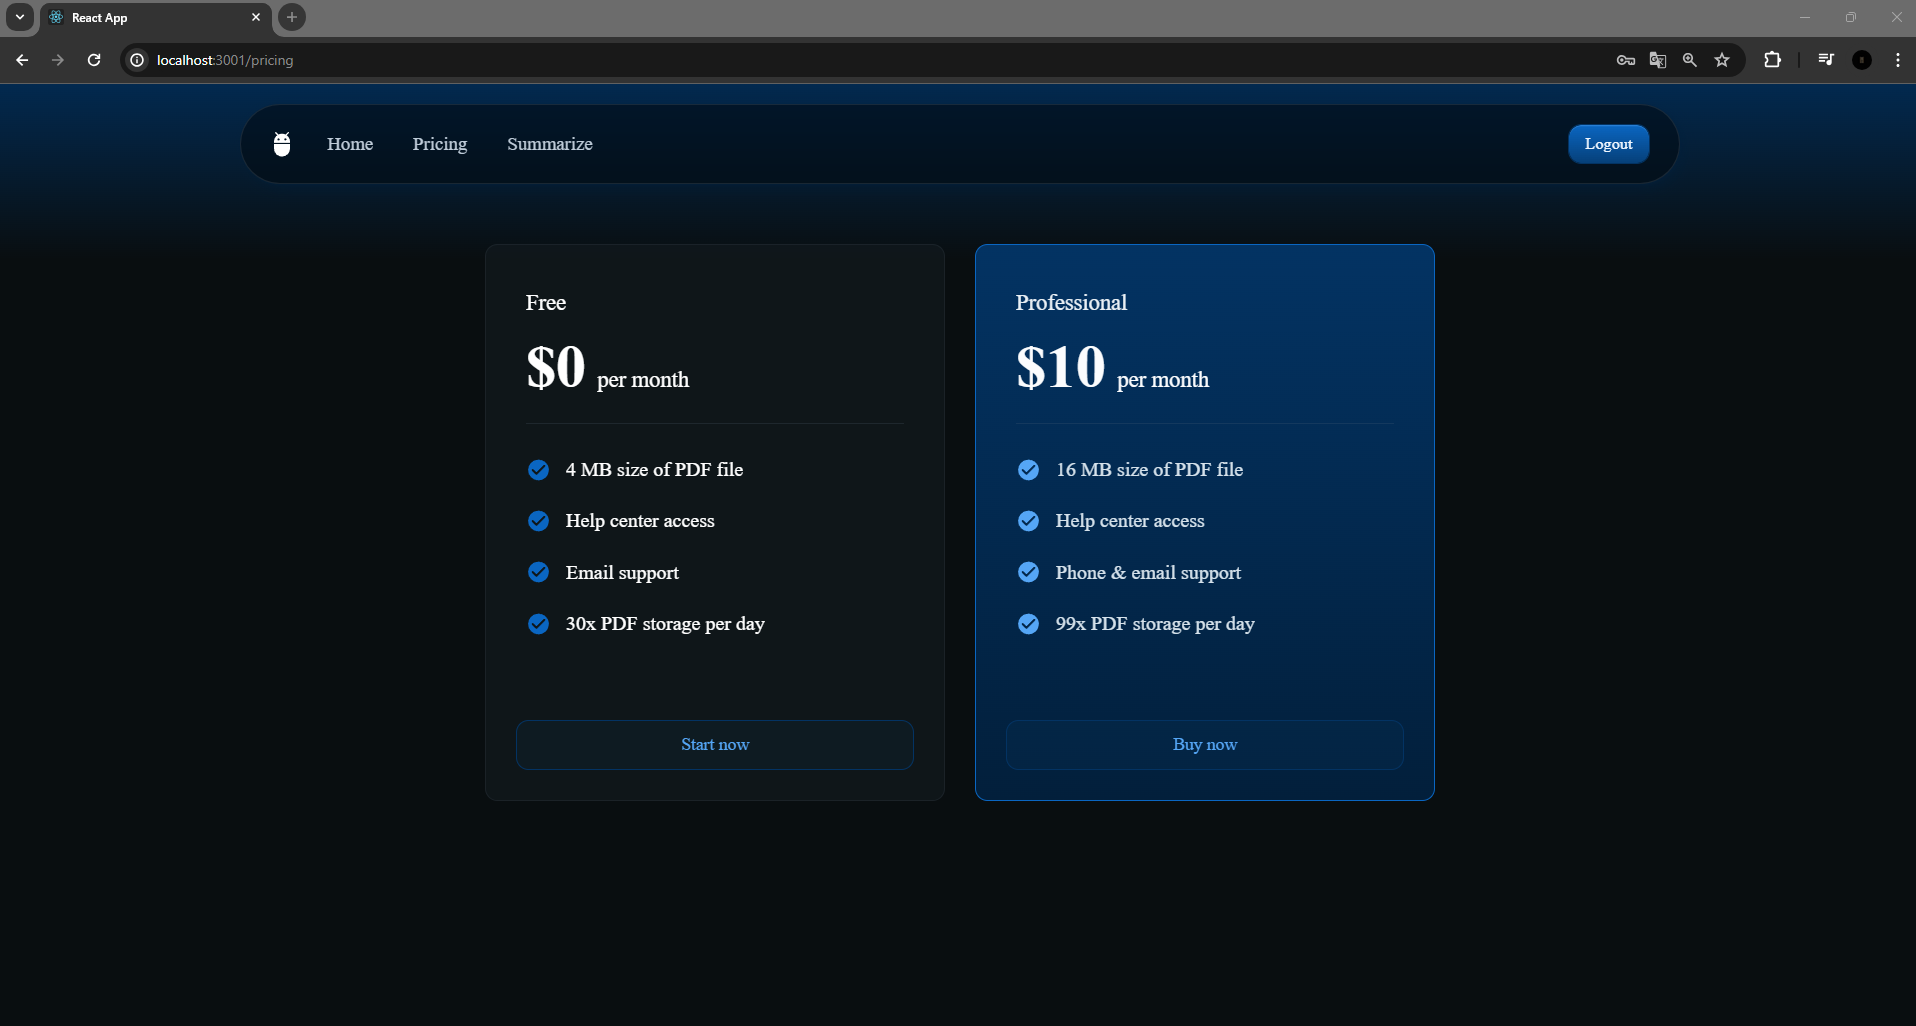 React App
localhost:3001/pricing
Home Pricing Summarize Logout
Free
$0 per month
4 MB size of PDF file
Help center access
Email support
30x PDF storage per day
Start now
Professional
$10 per month
16 MB size of PDF file
Help center access
Phone & email support
99x PDF storage per day
Buy now